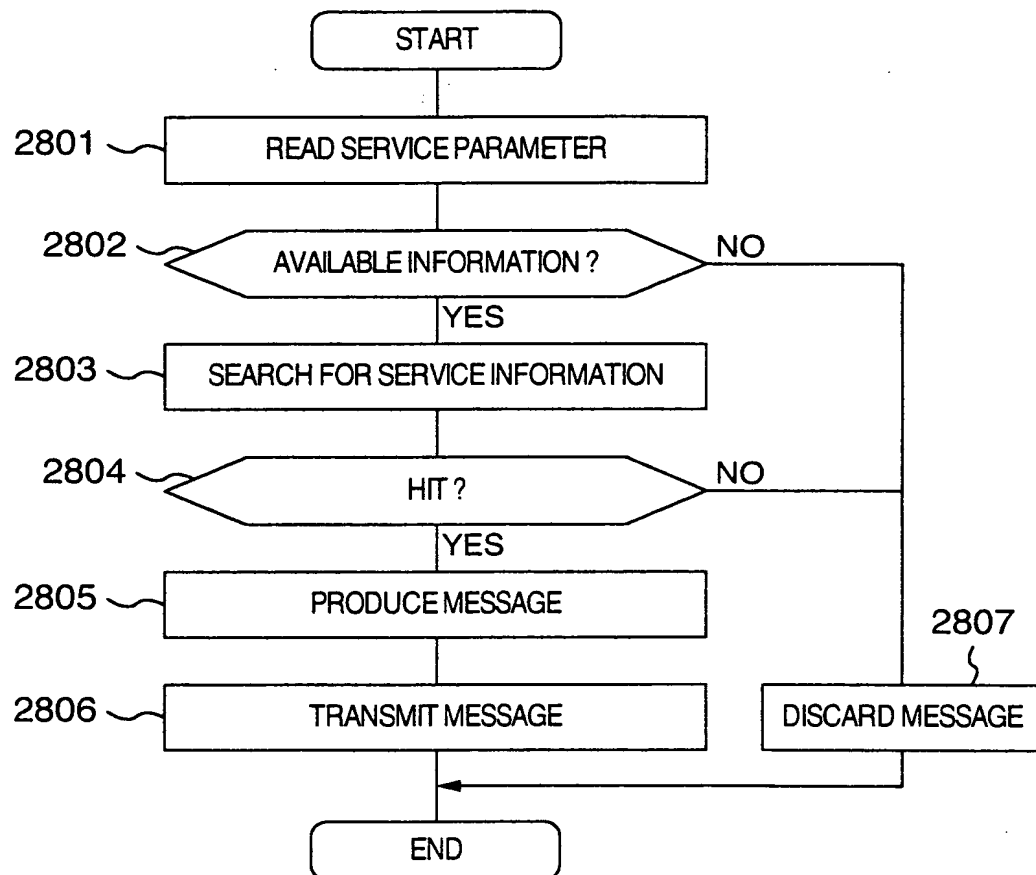 START
2801
READ SERVICE PARAMETER
2802
AVAILABLE INFORMATION ?
NO
YES
2803
SEARCH FOR SERVICE INFORMATION
2804
HIT ?
NO
YES
2805
PRODUCE MESSAGE
2807
2806
TRANSMIT MESSAGE
DISCARD MESSAGE
END